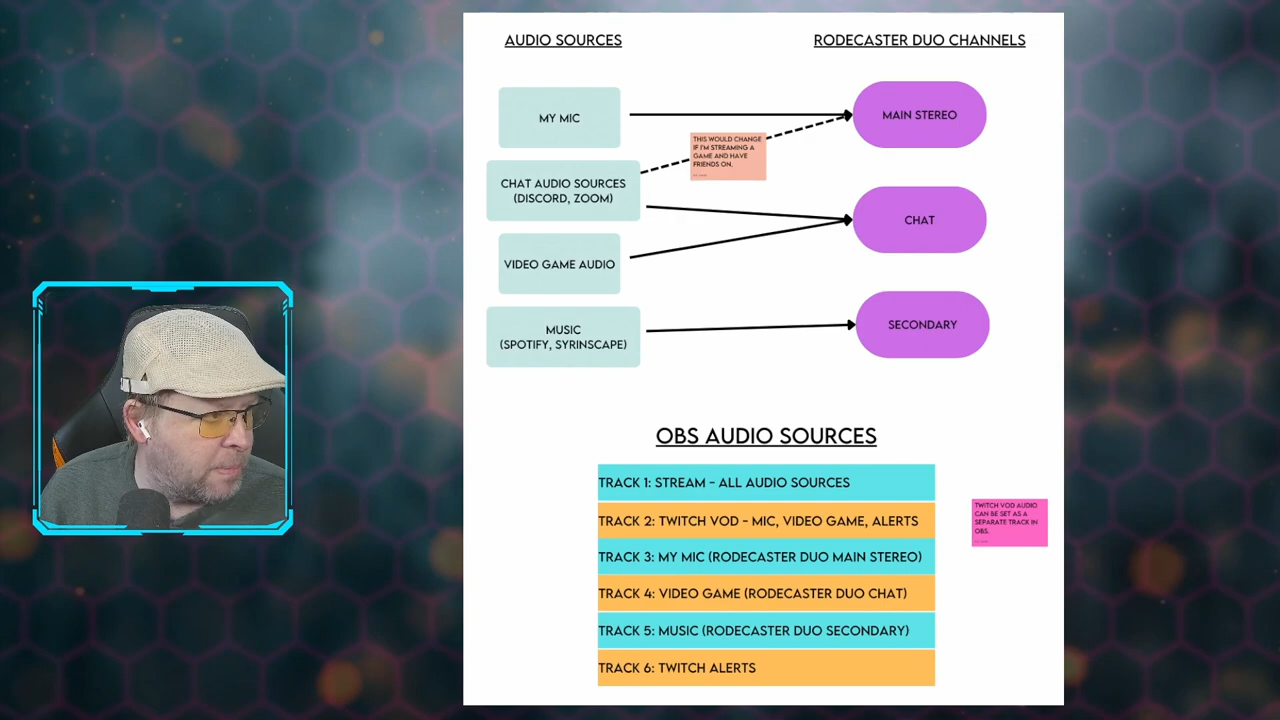 AUDIO SOURCES
RODECASTER DUO CHANNELS
MY MIC
MAIN STEREO
THIS WOULD CHANGE
IF I'M STREAMING A
GAME AND HAVE
FRIENDS ON.
CHAT AUDIO SOURCES
(DISCORD, ZOOM)
CHAT
VIDEO GAME AUDIO
MUSIC
(SPOTIFY, SYRINSCAPE)
SECONDARY
OBS AUDIO SOURCES
TRACK 1: STREAM - ALL AUDIO SOURCES
TRACK 2: TWITCH VOD - MIC, VIDEO GAME, ALERTS
TRACK 3: MY MIC (RODECASTER DUO MAIN STEREO)
TRACK 4: VIDEO GAME (RODECASTER DUO CHAT)
TRACK 5: MUSIC (RODECASTER DUO SECONDARY)
TRACK 6: TWITCH ALERTS
TWITCH VOD AUDIO
CAN BE SET AS A
SEPARATE TRACK IN
OBS.